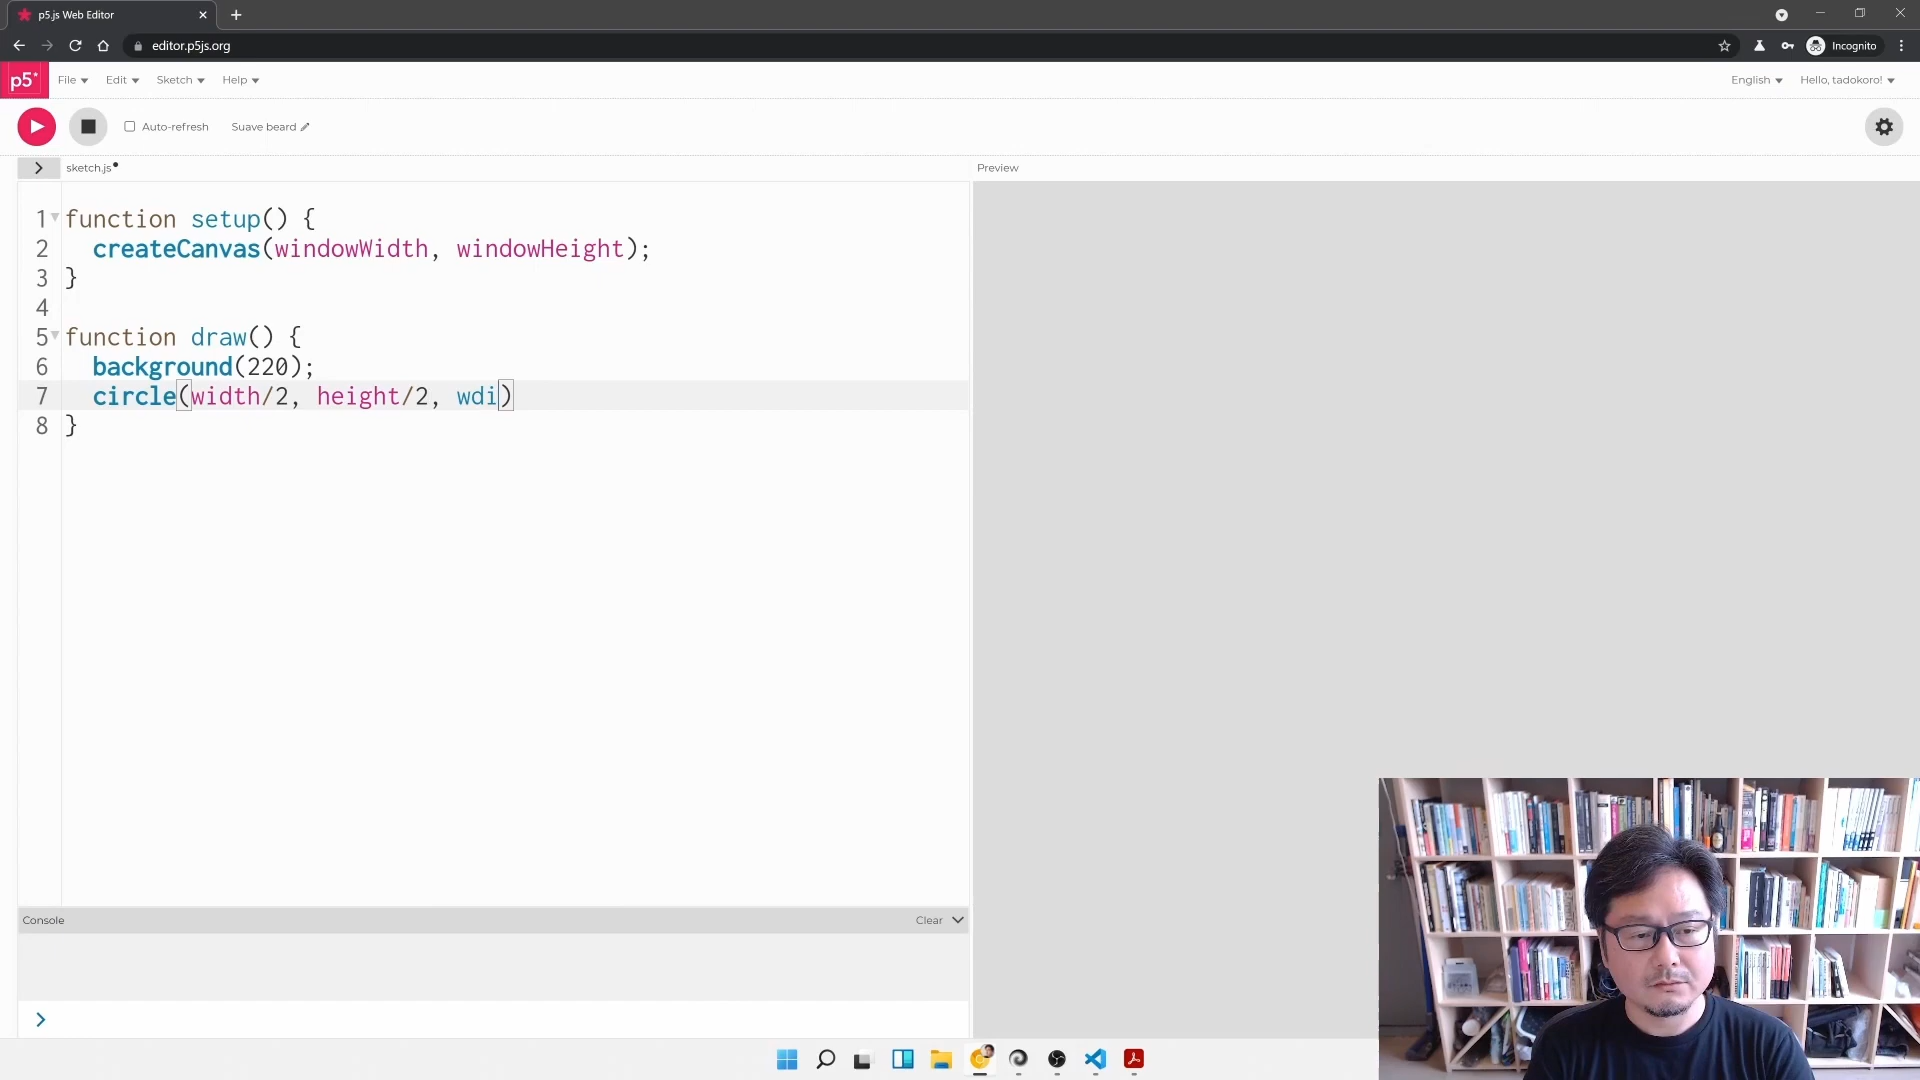 p5.js Web Editor
editor.p5js.org
Incognito
p5*
File
Edit
Sketch
Help
English
Hello, tadokoro!
Auto-refresh
Suave beard
sketch.js
Preview
1 function setup() {
2 createCanvas(windowWidth, windowHeight);
3 }
4
5 function draw() {
6 background(220);
7 circle(width/2, height/2, wdi)
8 }
Console
Clear